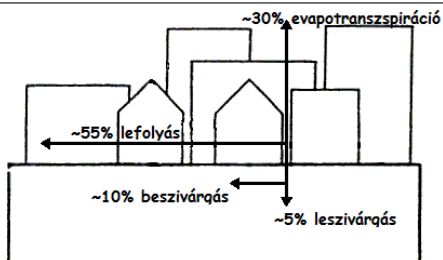 ~30% evapotranszspiráció
~55% lefolyás
~10% beszivárgás
~5% leszivárgás